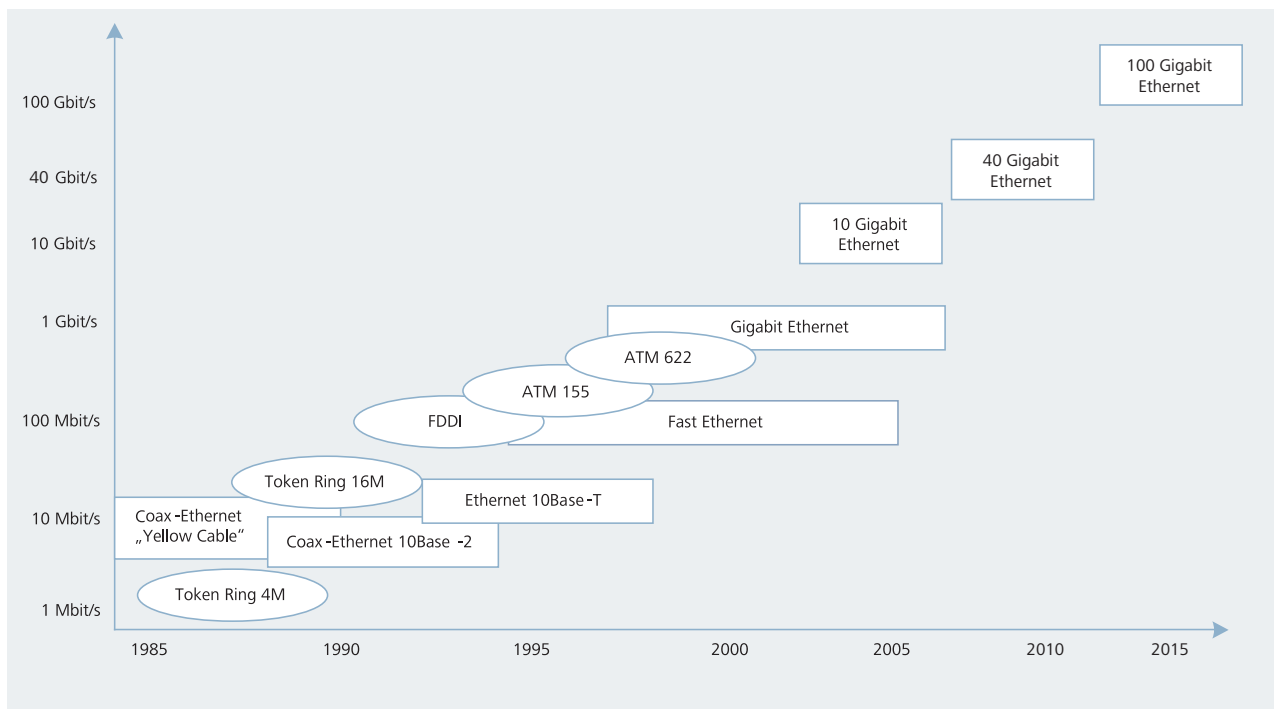 100 Gigabit
Ethernet
100 Gbit/s
40 Gigabit
Ethernet
40 Gbit/s
10 Gigabit
Ethernet
10 Gbit/s
1 Gbit/s
Gigabit Ethernet
ATM 622
ATM 155
100 Mbit/s
FDDI
Fast Ethernet
Token Ring 16M
Ethernet 10Base-T
10 Mbit/s
Coax-Ethernet
„Yellow Cable“
Coax-Ethernet 10Base -2
Token Ring 4M
1 Mbit/s
1985 1990 1995 2000 2005 2010 2015